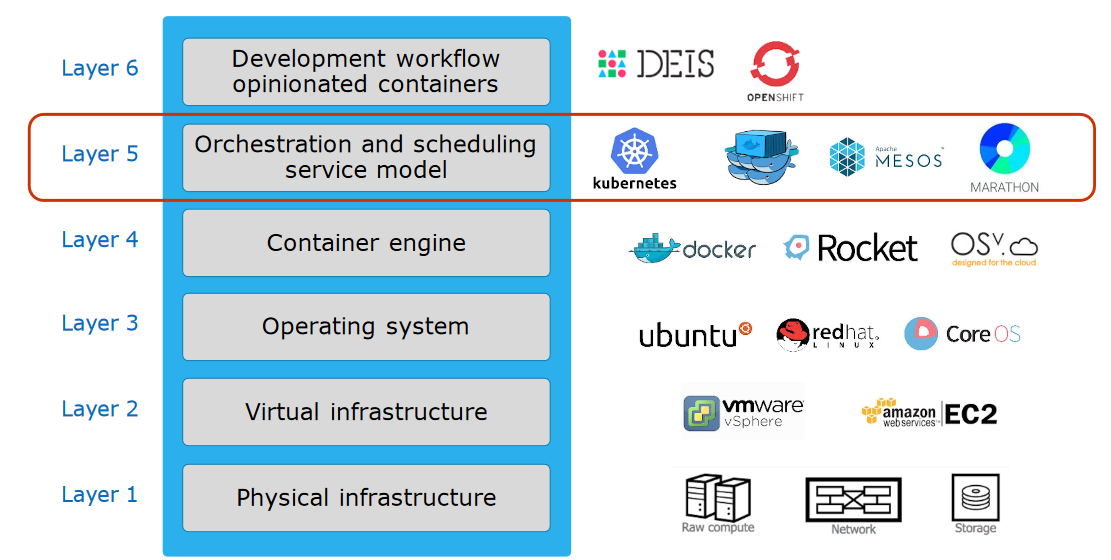 Layer 6
Development workflow
opinionated containers
DEIS
OPENSHIFT
Layer 5
Orchestration and scheduling
service model
kubernetes
Apache
MESOS™
MARATHON
Layer 4
Container engine
docker
Rocket
OSv
designed for the cloud
Layer 3
Operating system
ubuntu
redhat.
LINUX
CoreOS
Layer 2
Virtual infrastructure
vmware
vSphere
amazon
webservices™
EC2
Layer 1
Physical infrastructure
Raw compute
Network
Storage